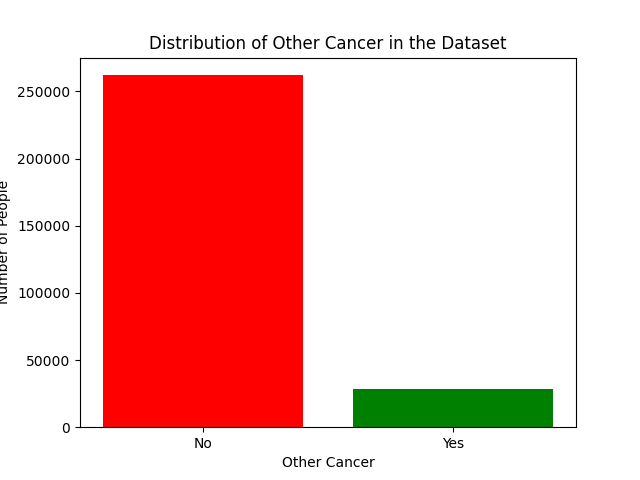 Distribution of Other Cancer in the Dataset
Number of People
250000
200000
150000
100000
50000
0
No
Yes
Other Cancer